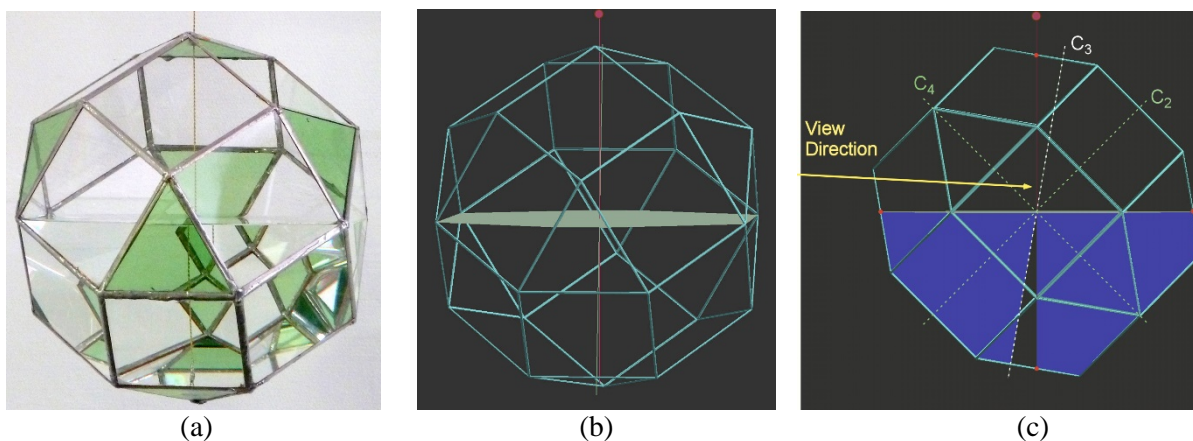 C₃
C₄
C₂
View
Direction
(a)
(b)
(c)